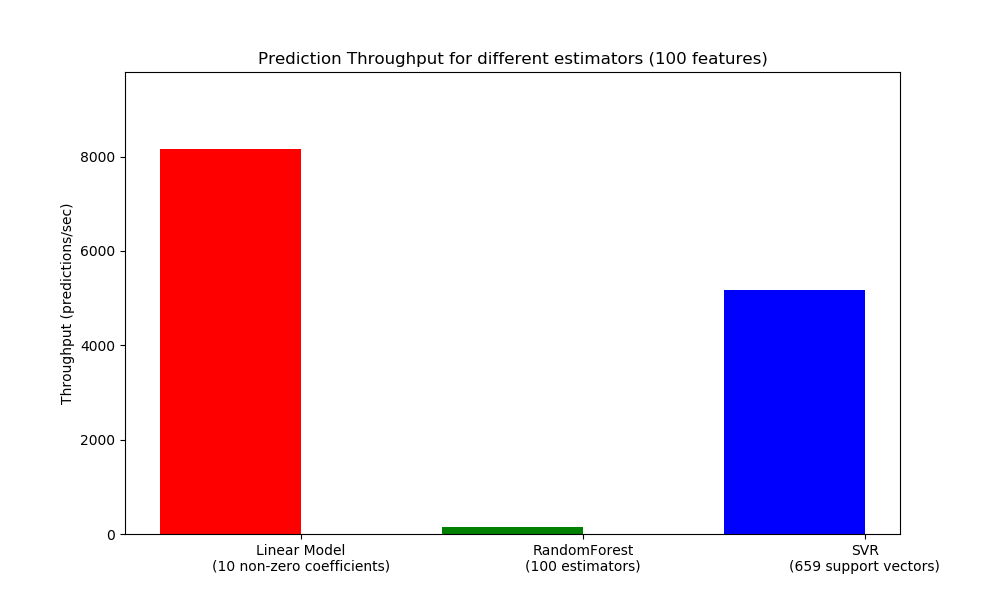 Prediction Throughput for different estimators (100 features)
Throughput (predictions/sec)
8000
6000
4000
2000
0
Linear Model
(10 non-zero coefficients)
RandomForest
(100 estimators)
SVR
(659 support vectors)